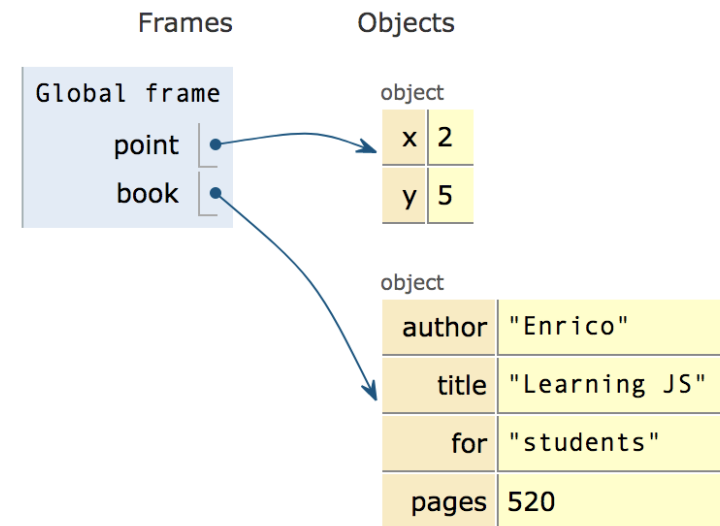 Frames Objects
Global frame
point
book
object
x 2
y 5
object
author "Enrico"
title "Learning JS"
for "students"
pages 520